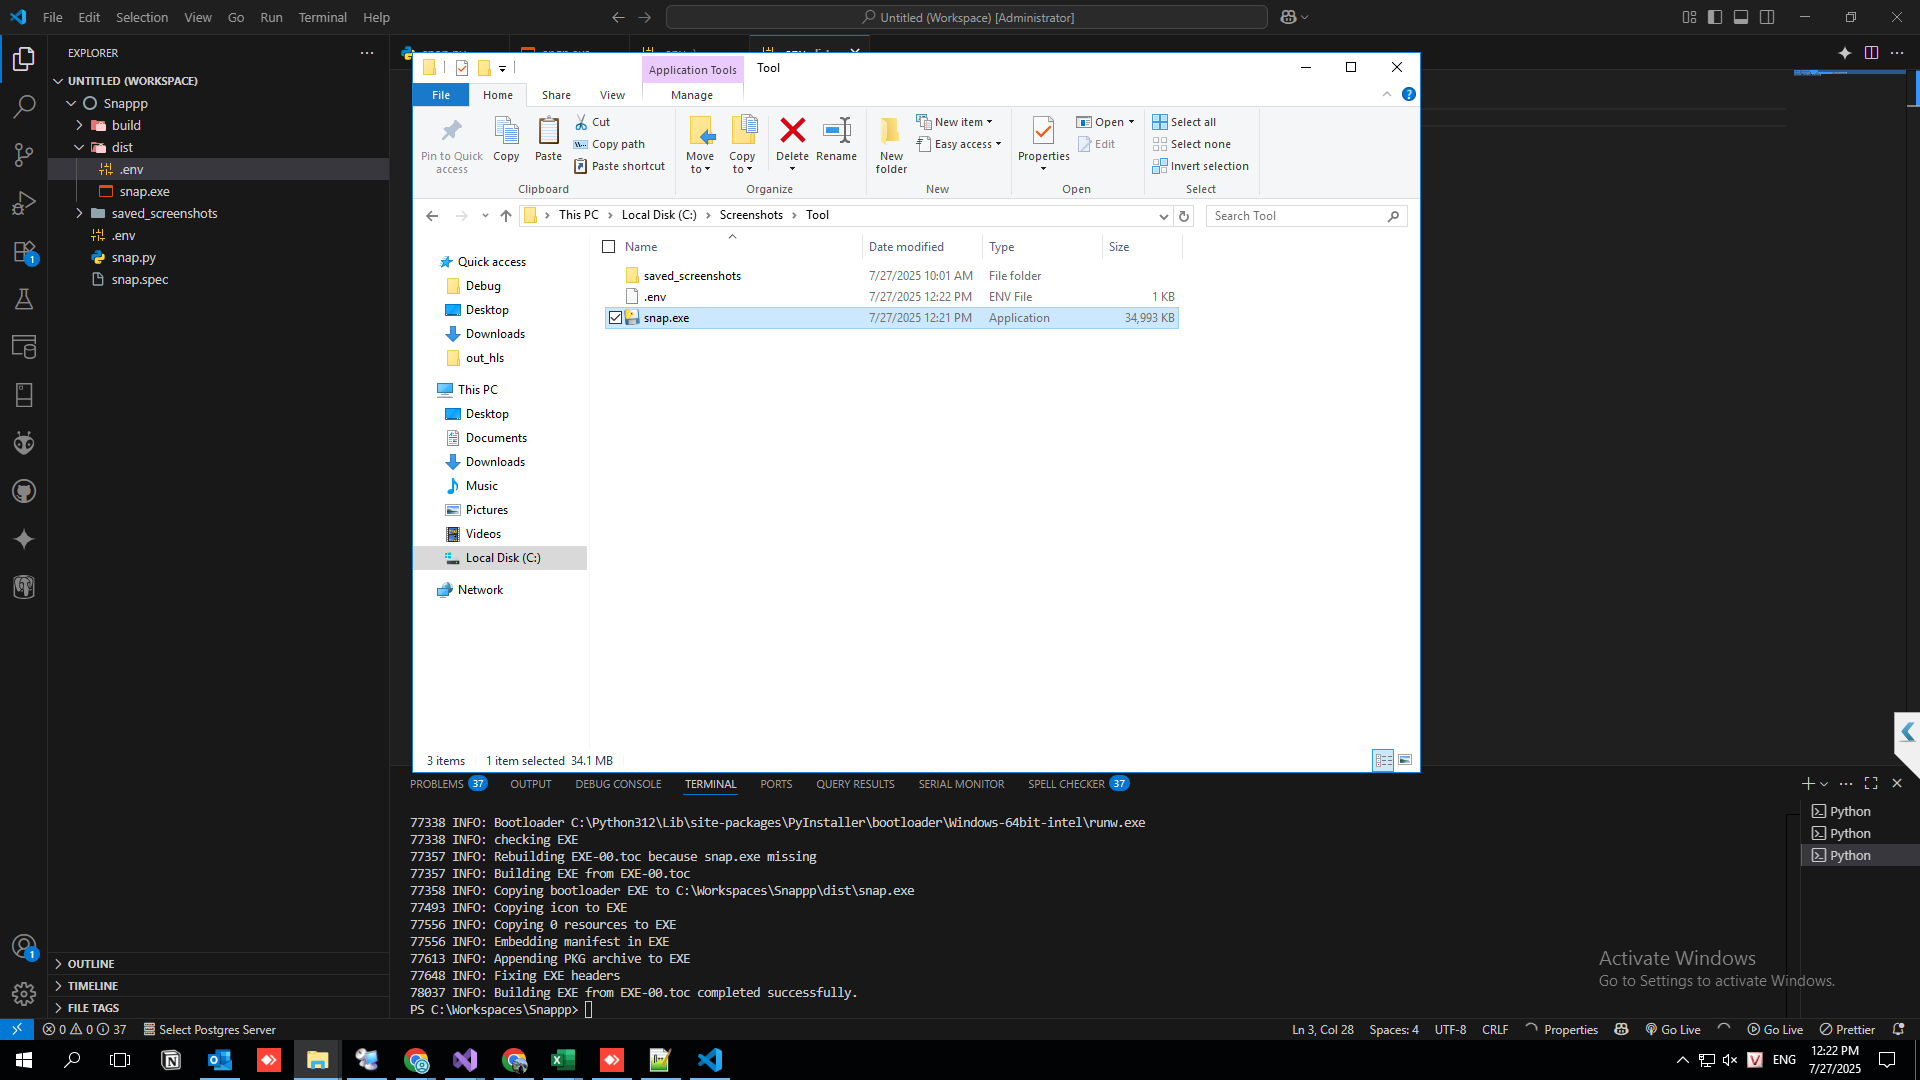 File Edit Selection View Go Run Terminal Help
Untitled (Workspace) [Administrator]
EXPLORER
UNTITLED (WORKSPACE)
Snappp
build
dist
.env
snap.exe
saved_screenshots
.env
snap.py
snap.spec
OUTLINE
TIMELINE
FILE TAGS
Application Tools
Tool
File Home Share View Manage
Pin to Quick access
Copy
Paste
Cut
Copy path
Paste shortcut
Clipboard
Move to
Copy to
Delete
Rename
Organize
New folder
New item
Easy access
New
Properties
Open
Edit
Open
Select all
Select none
Invert selection
Select
This PC Local Disk (C:) Screenshots Tool
Search Tool
Name Date modified Type Size
saved_screenshots 7/27/2025 10:01 AM File folder
.env 7/27/2025 12:22 PM ENV File 1 KB
snap.exe 7/27/2025 12:21 PM Application 34,993 KB
Quick access
Debug
Desktop
Downloads
out_hls
This PC
Desktop
Documents
Downloads
Music
Pictures
Videos
Local Disk (C:)
Network
3 items 1 item selected 34.1 MB
PROBLEMS 37 OUTPUT DEBUG CONSOLE TERMINAL PORTS QUERY RESULTS SERIAL MONITOR SPELL CHECKER 37
77338 INFO: Bootloader C:\Python312\Lib\site-packages\PyInstaller\bootloader\Windows-64bit-intel\runw.exe
77338 INFO: checking EXE
77357 INFO: Rebuilding EXE-00.toc because snap.exe missing
77357 INFO: Building EXE from EXE-00.toc
77358 INFO: Copying bootloader EXE to C:\Workspaces\Snappp\dist\snap.exe
77493 INFO: Copying icon to EXE
77556 INFO: Copying 0 resources to EXE
77556 INFO: Embedding manifest in EXE
77613 INFO: Appending PKG archive to EXE
77648 INFO: Fixing EXE headers
78037 INFO: Building EXE from EXE-00.toc completed successfully.
PS C:\Workspaces\Snappp>
Python
Python
Python
Activate Windows
Go to Settings to activate Windows.
0 0 37 Select Postgres Server
Ln 3, Col 28 Spaces: 4 UTF-8 CRLF Properties Go Live Go Live Prettier
ENG
12:22 PM
7/27/2025